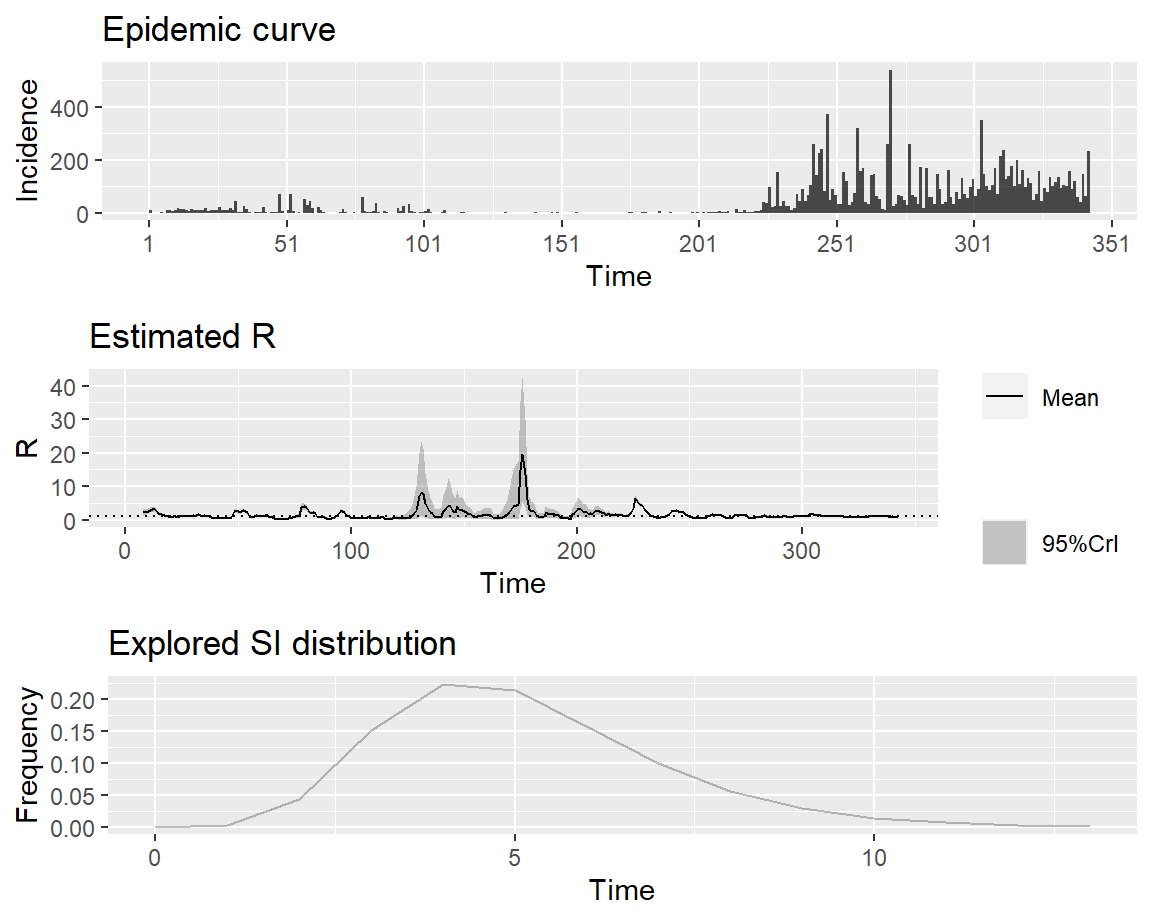 Epidemic curve
Incidence
400
200
0
1 51 101 151 201 251 301 351
Time
Estimated R
R
40
30
20
10
0
0 100 200 300
Time
Mean
95%CrI
Explored SI distribution
Frequency
0.20
0.15
0.10
0.05
0.00
0 5 10
Time